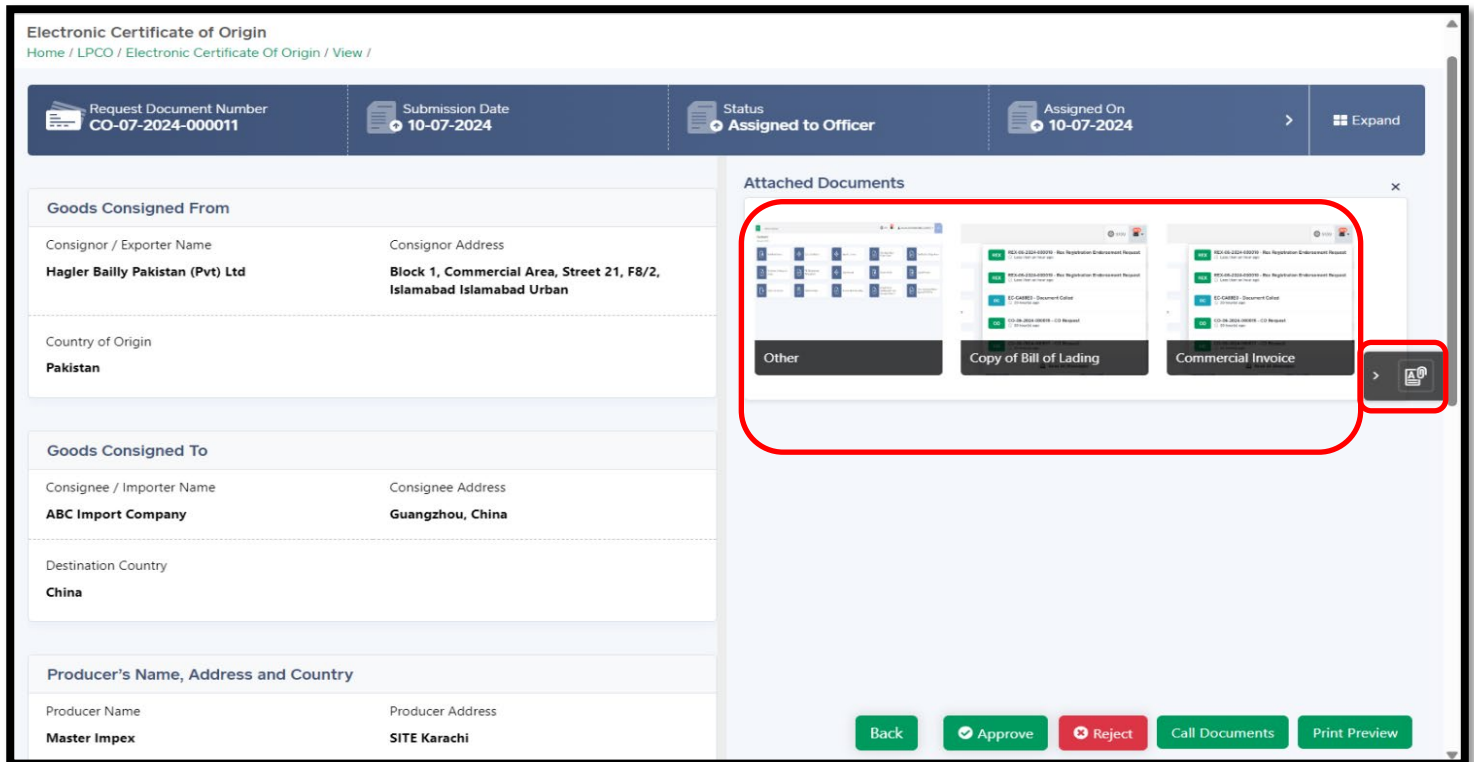 Electronic Certificate of Origin
Home / LPCO / Electronic Certificate Of Origin / View /
Request Document Number
CO-07-2024-000011
Submission Date
10-07-2024
Status
Assigned to Officer
Assigned On
10-07-2024
Expand
Goods Consigned From
Consignor / Exporter Name
Hagler Bailly Pakistan (Pvt) Ltd
Consignor Address
Block 1, Commercial Area, Street 21, F8/2,
Islamabad Islamabad Urban
Country of Origin
Pakistan
Goods Consigned To
Consignee / Importer Name
ABC Import Company
Consignee Address
Guangzhou, China
Destination Country
China
Producer's Name, Address and Country
Producer Name
Master Impex
Producer Address
SITE Karachi
Attached Documents
Other
Copy of Bill of Lading
Commercial Invoice
Back
Approve
Reject
Call Documents
Print Preview